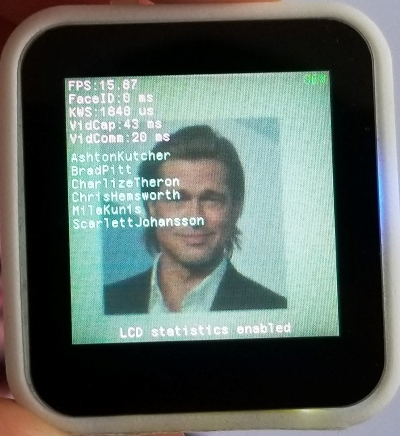 FPS:15.87
FaceID:0 ms
KWS:1840 us
VidCap:43 ms
VidComm:20 ms
AshtonKutcher
BradPitt
CharlizeTheron
ChrisHemsworth
MilaKunis
ScarlettJohansson
LCD statistics enabled